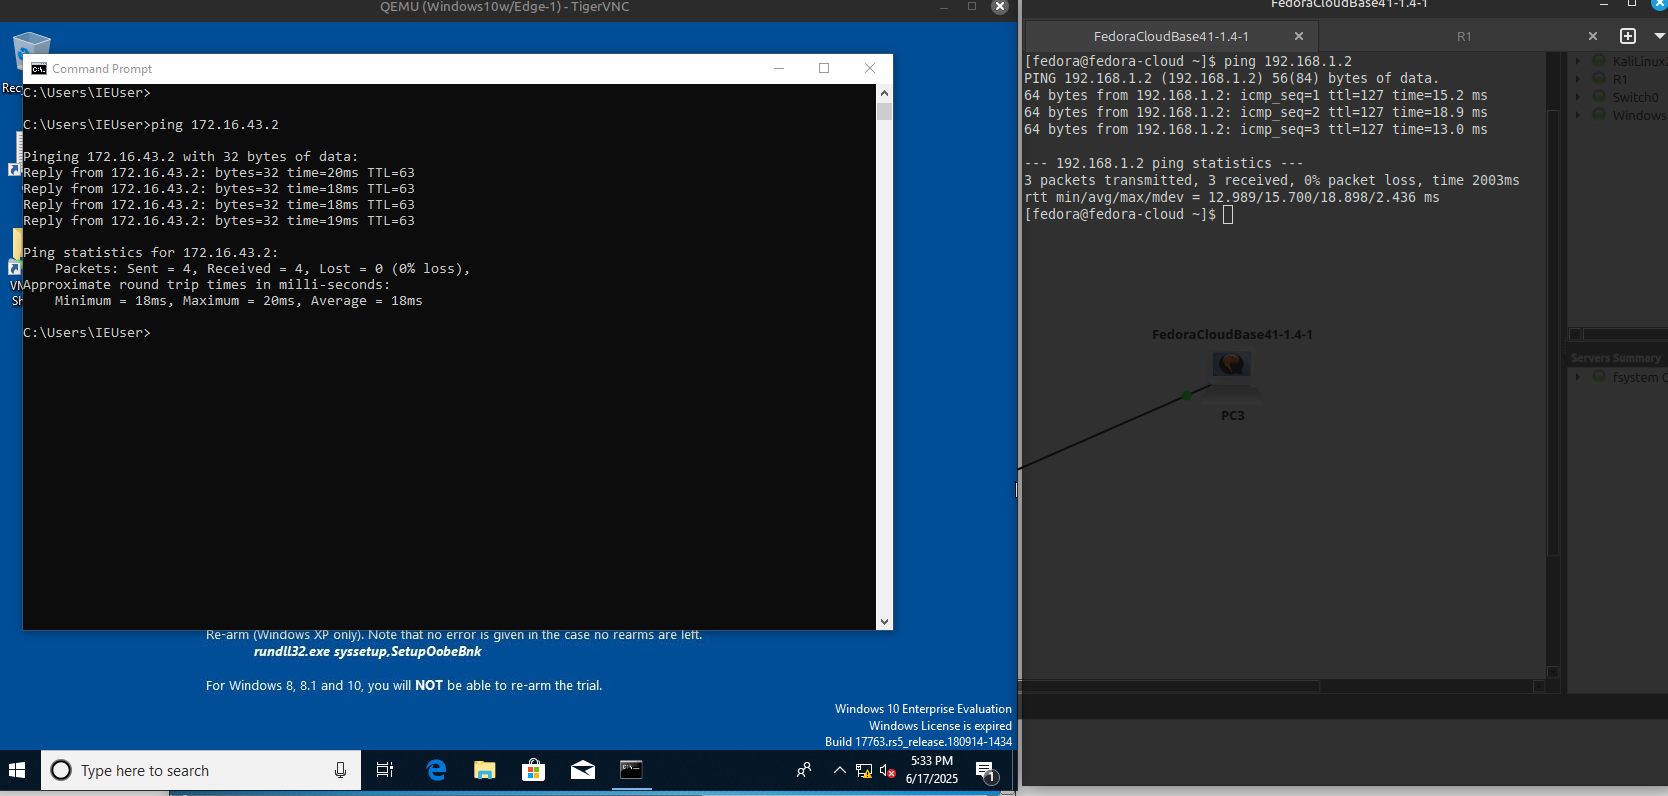 QEMU (Windows10w/Edge-1) - TigerVNC
Command Prompt
C:\Users\IEUser>
C:\Users\IEUser>ping 172.16.43.2
Pinging 172.16.43.2 with 32 bytes of data:
Reply from 172.16.43.2: bytes=32 time=20ms TTL=63
Reply from 172.16.43.2: bytes=32 time=18ms TTL=63
Reply from 172.16.43.2: bytes=32 time=18ms TTL=63
Reply from 172.16.43.2: bytes=32 time=19ms TTL=63
Ping statistics for 172.16.43.2:
    Packets: Sent = 4, Received = 4, Lost = 0 (0% loss),
Approximate round trip times in milli-seconds:
    Minimum = 18ms, Maximum = 20ms, Average = 18ms
C:\Users\IEUser>
Rec
VN
SH
Re-arm (Windows XP only). Note that no error is given in the case no rearms are left.
rundll32.exe syssetup,SetupOobeBnk
For Windows 8, 8.1 and 10, you will NOT be able to re-arm the trial.
Windows 10 Enterprise Evaluation
Windows License is expired
Build 17763.rs5_release.180914-1434
Type here to search
5:33 PM
6/17/2025
1
FedoraCloudBase41-1.4-1
FedoraCloudBase41-1.4-1
R1
[fedora@fedora-cloud ~]$ ping 192.168.1.2
PING 192.168.1.2 (192.168.1.2) 56(84) bytes of data.
64 bytes from 192.168.1.2: icmp_seq=1 ttl=127 time=15.2 ms
64 bytes from 192.168.1.2: icmp_seq=2 ttl=127 time=18.9 ms
64 bytes from 192.168.1.2: icmp_seq=3 ttl=127 time=13.0 ms
--- 192.168.1.2 ping statistics ---
3 packets transmitted, 3 received, 0% packet loss, time 2003ms
rtt min/avg/max/mdev = 12.989/15.700/18.898/2.436 ms
[fedora@fedora-cloud ~]$
FedoraCloudBase41-1.4-1
PC3
KaliLinux
R1
Switch0
Windows
Servers Summary
fsystem C